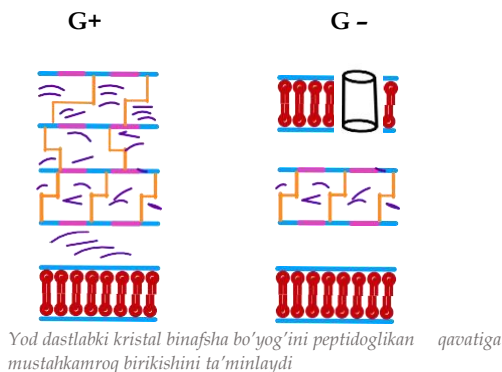 G+ G –
Yod dastlabki kristal binafsha bo’yog’ini peptidoglikan qavatiga
mustahkamroq birikishini ta’minlaydi